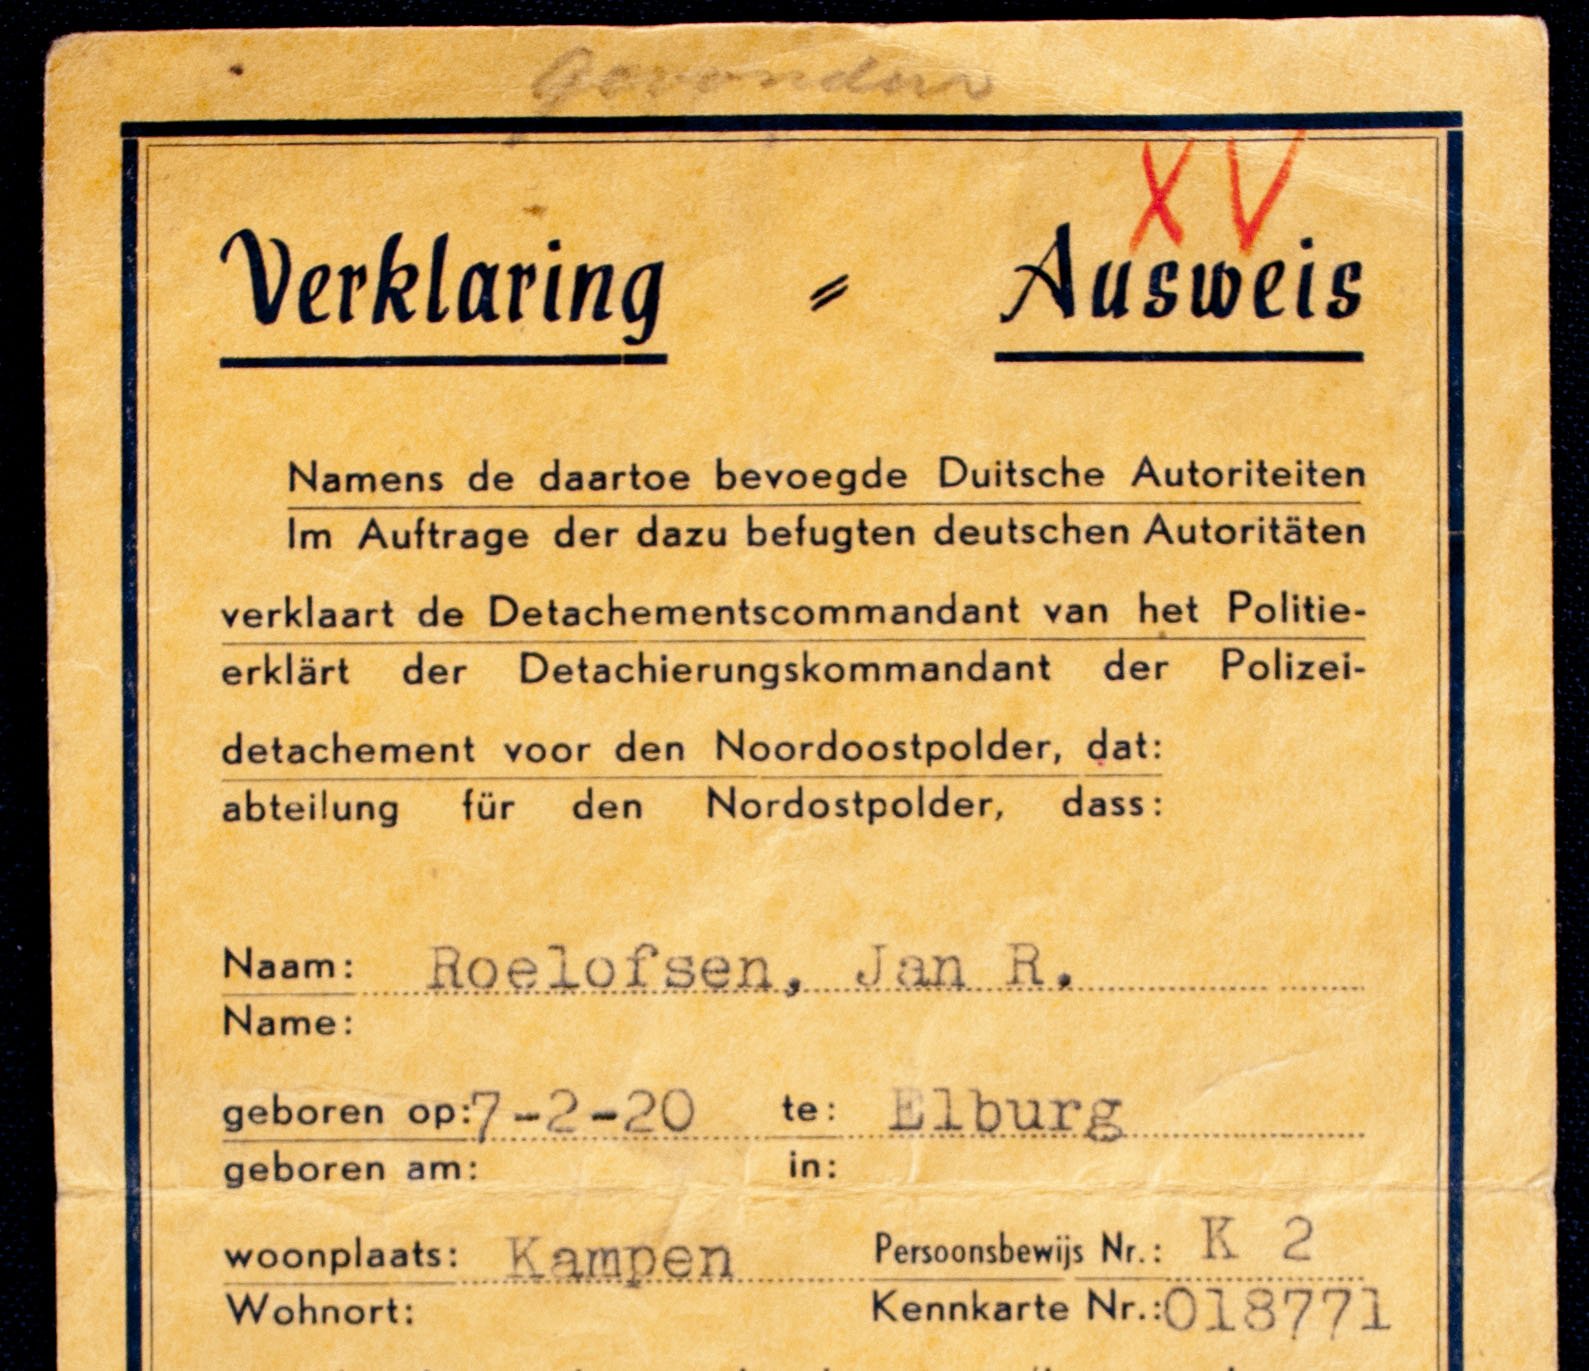 Gevonden
XV
Verklaring = Ausweis
Namens de daartoe bevoegde Duitsche Autoriteiten
Im Auftrage der dazu befugten deutschen Autoritäten
verklaart de Detachementscommandant van het Politie-
erklärt der Detachierungskommandant der Polizei-
detachement voor den Noordoostpolder, dat:
abteilung für den Nordostpolder, dass:
Naam: Roelofsen, Jan R.
Name:
geboren op: 7-2-20 te: Elburg
geboren am: in:
woonplaats: Kampen Persoonsbewijs Nr.: K 2
Wohnort: Kennkarte Nr.: 018771